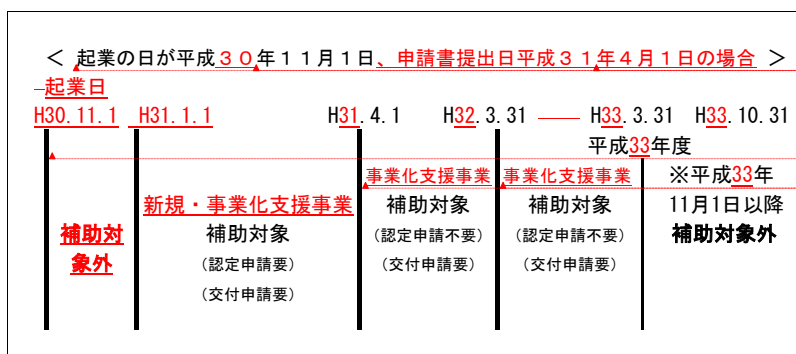 ＜ 起業の日が平成３０年１１月１日、申請書提出日平成３１年４月１日の場合 ＞
起業日
H30.11.1 H31.1.1 H31.4.1 H32.3.31 —— H33.3.31 H33.10.31
平成33年度
事業化支援事業 事業化支援事業 ※平成33年
新規・事業化支援事業 補助対象 補助対象 11月1日以降
補助対 補助対象 （認定申請不要） （認定申請不要） 補助対象外
象外 （認定申請要） （交付申請要） （交付申請要）
（交付申請要）